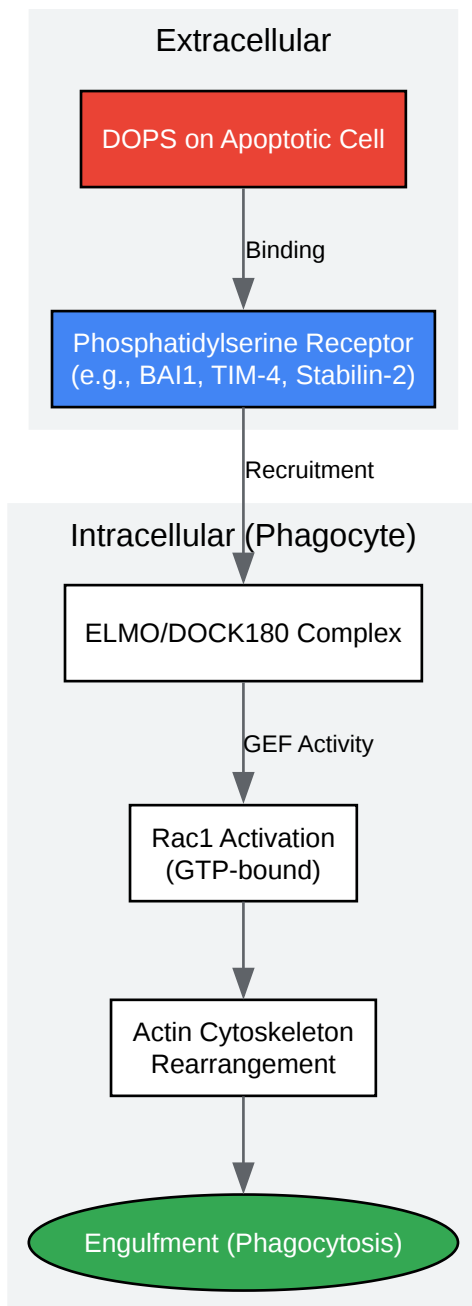 Extracellular
DOPS on Apoptotic Cell
Binding
Phosphatidylserine Receptor
(e.g., BAI1, TIM-4, Stabilin-2)
Recruitment
Intracellular (Phagocyte)
ELMO/DOCK180 Complex
GEF Activity
Rac1 Activation
(GTP-bound)
Actin Cytoskeleton
Rearrangement
Engulfment (Phagocytosis)